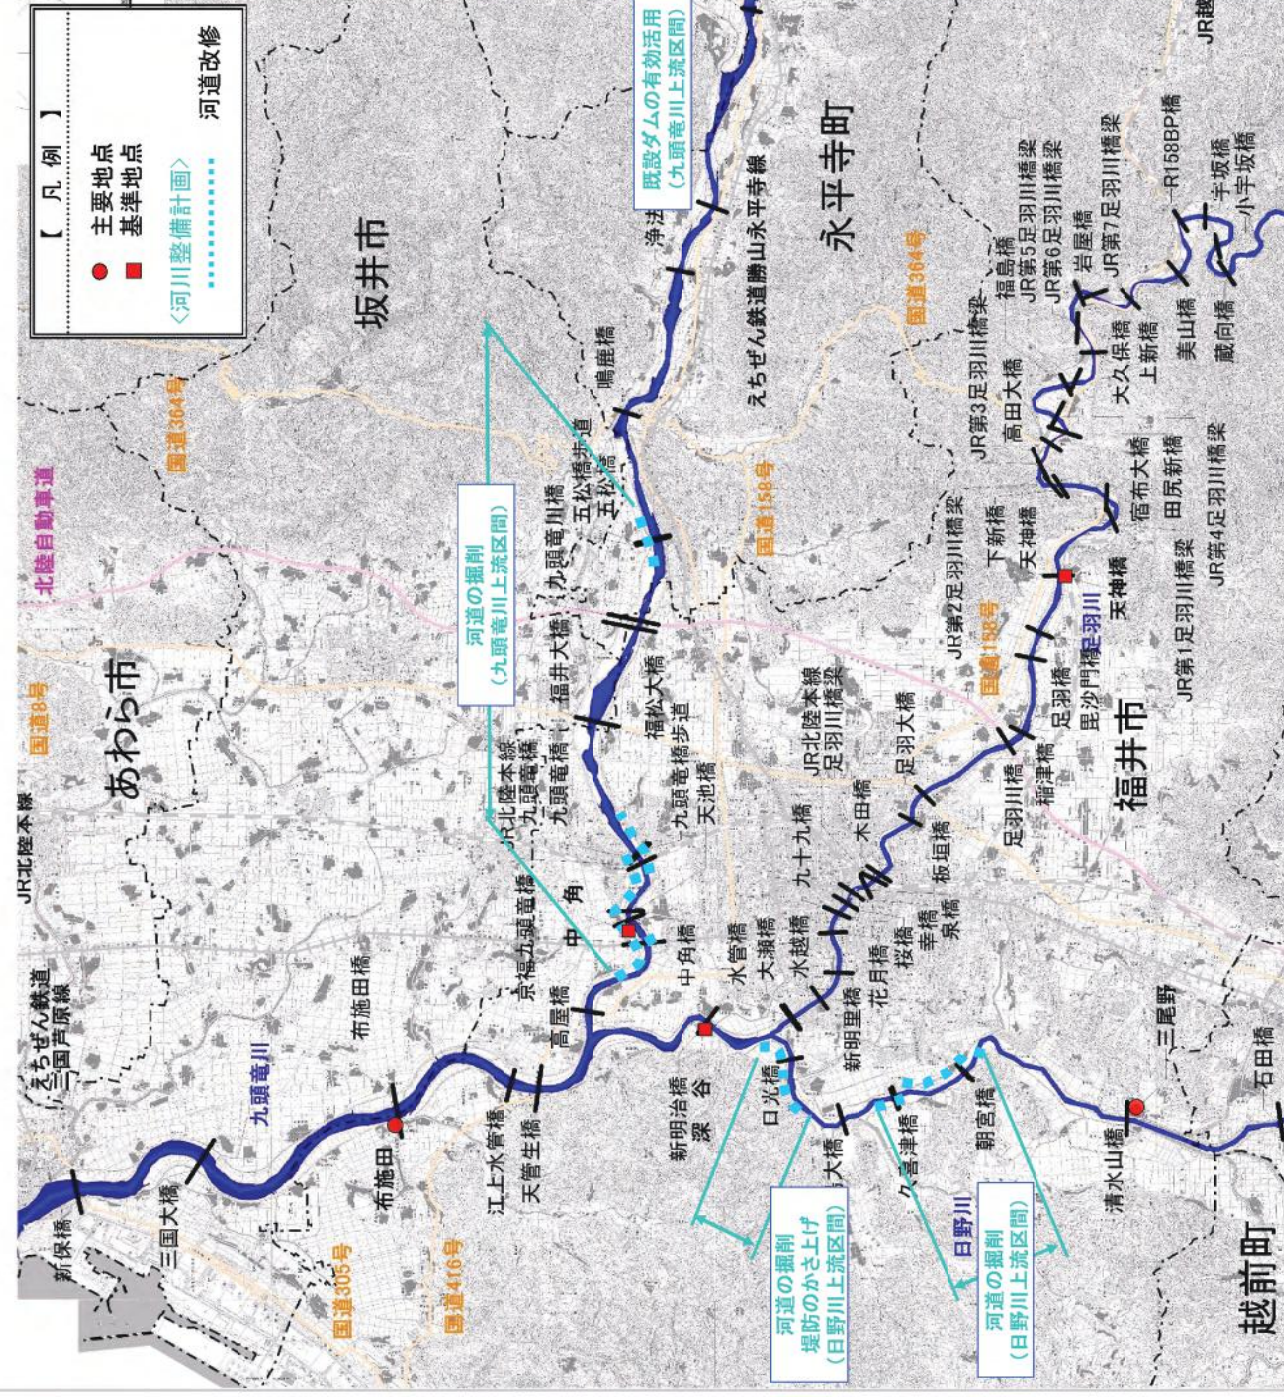 【 凡 例 】
主要地点
基準地点
<河川整備計画>
河道改修
坂井市
既設ダムの有効活用
(九頭竜川上流区間)
永平寺町
えちぜん鉄道勝山永平寺線
国道364号
福島橋
JR第5足羽川橋梁
JR第6足羽川橋梁
岩屋橋
JR第7足羽川橋梁
R158BP橋
宇坂橋
小宇坂橋
JR第3足羽川橋梁
高田大橋
大久保橋
上新橋
美山橋
蔵向橋
国道364号
北陸自動車道
鳴鹿橋
五松橋歩道
五松橋
九頭竜川橋
福井大橋
河道の掘削
(九頭竜川上流区間)
国道158号
JR第2足羽川橋梁
下新橋
天神橋
宿布大橋
田尻新橋
JR第4足羽川橋梁
国道158号
足羽川
天神橋
JR第1足羽川橋梁
国道8号
あわら市
JR北陸本線
JR北陸本線
九頭竜橋
九頭竜橋
福松大橋
九頭竜橋歩道
天池橋
JR北陸本線
足羽川橋梁
足羽大橋
足羽橋
毘沙門橋
福井市
稲津橋
足羽川橋
木田橋
板垣橋
九十九橋
幸橋
泉橋
桜橋
花月橋
新明里橋
水越橋
大瀬橋
水管橋
中角橋
中 角
京福九頭竜橋
高屋橋
えちぜん鉄道
三国芦原線
布施田橋
九頭竜川
布施田
江上水管橋
天菅生橋
新明治橋
深 谷
日光橋
大橋
久喜津橋
朝宮橋
三尾野
石田橋
清水山橋
日野川
新保橋
三国大橋
国道305号
国道416号
河道の掘削
堤防のかさ上げ
(日野川上流区間)
河道の掘削
(日野川上流区間)
越前町